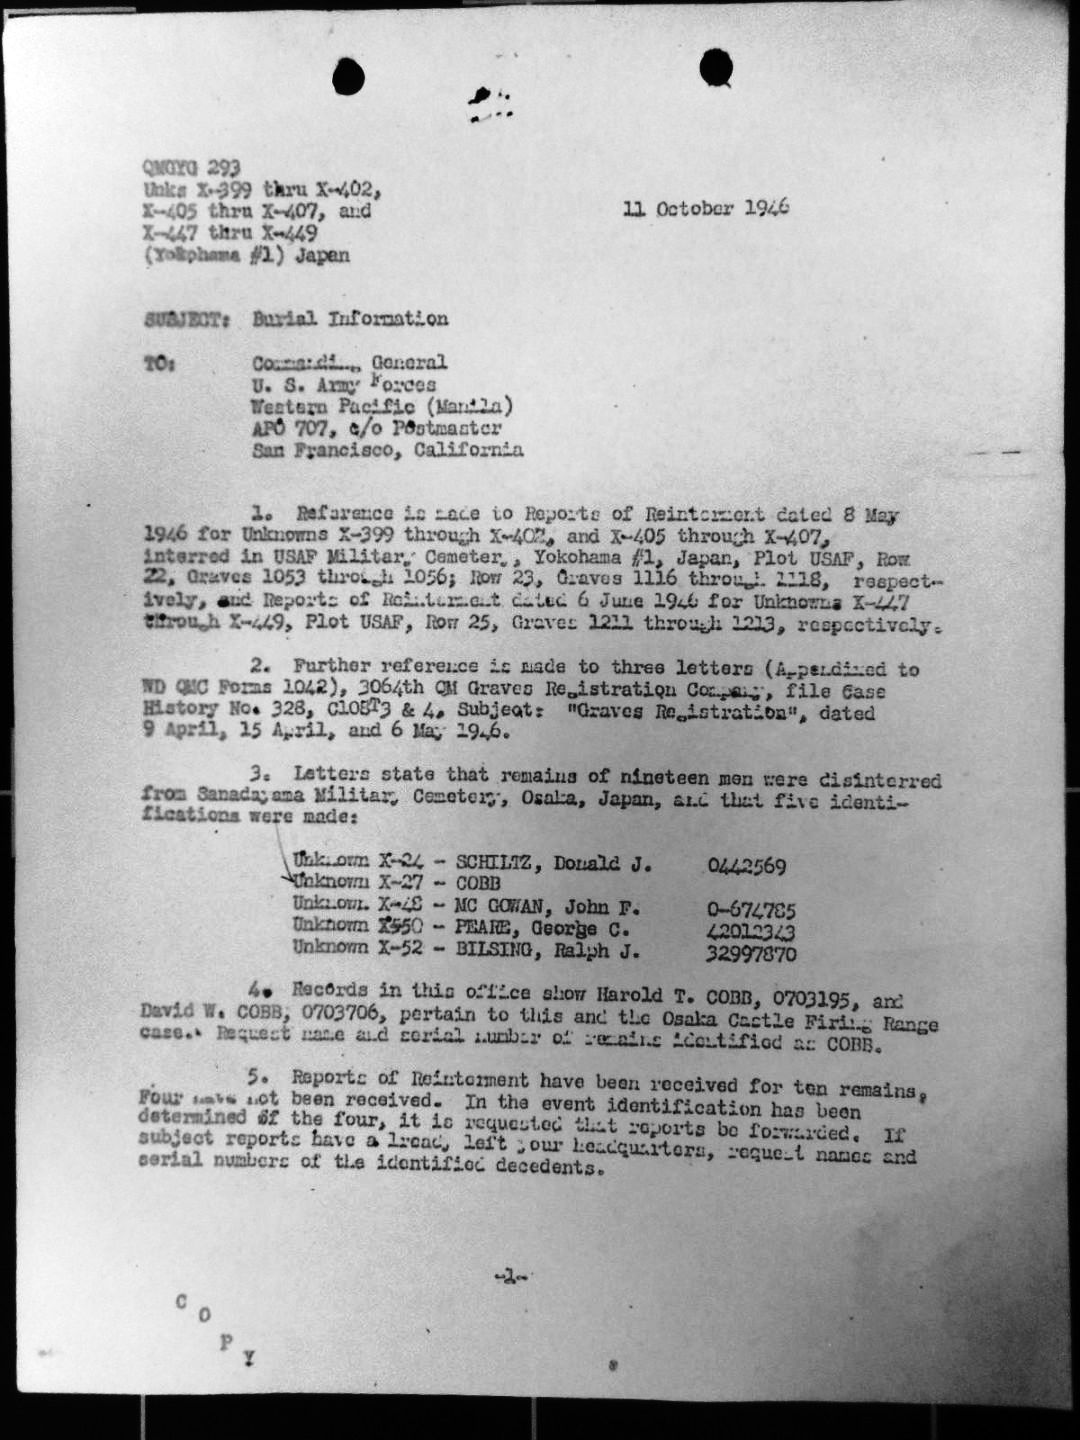 QMGYG 293
Unks X-399 thru X-402,
X-405 thru X-407, and
X-447 thru X-449
(Yokohama #1) Japan
11 October 1946
SUBJECT: Burial Information
TO: Commanding General
U. S. Army Forces
Western Pacific (Manila)
APO 707, c/o Postmaster
San Francisco, California
1. Reference is made to Reports of Reinterment dated 8 May
1946 for Unknowns X-399 through X-402, and X-405 through X-407,
interred in USAF Military Cemetery, Yokohama #1, Japan, Plot USAF, Row
22, Graves 1053 through 1056; Row 23, Graves 1116 through 1118, respect-
ively, and Reports of Reinterment dated 6 June 1946 for Unknowns X-447
through X-449, Plot USAF, Row 25, Graves 1211 through 1213, respectively.
2. Further reference is made to three letters (Appendixed to
WD QMC Forms 1042), 3064th QM Graves Registration Company, file Case
History No. 328, C108T3 & 4, Subject: "Graves Registration", dated
9 April, 15 April, and 6 May 1946.
3. Letters state that remains of nineteen men were disinterred
from Sanadayama Military Cemetery, Osaka, Japan, and that five identi-
fications were made:
Unknown X-24 - SCHILTZ, Donald J. 0442569
Unknown X-27 - COBB
Unknown X-48 - MC GOWAN, John F. 0-674785
Unknown X-50 - PEARE, George C. 42012343
Unknown X-52 - BILSING, Ralph J. 32997870
4. Records in this office show Harold T. COBB, 0703195, and
David W. COBB, 0703706, pertain to this and the Osaka Castle Firing Range
case. Request name and serial number of remains identified as COBB.
5. Reports of Reinterment have been received for ten remains,
Four have not been received. In the event identification has been
determined of the four, it is requested that reports be forwarded. If
subject reports have a lready left your headquarters, request names and
serial numbers of the identified decedents.
-1-
C
O
P
Y